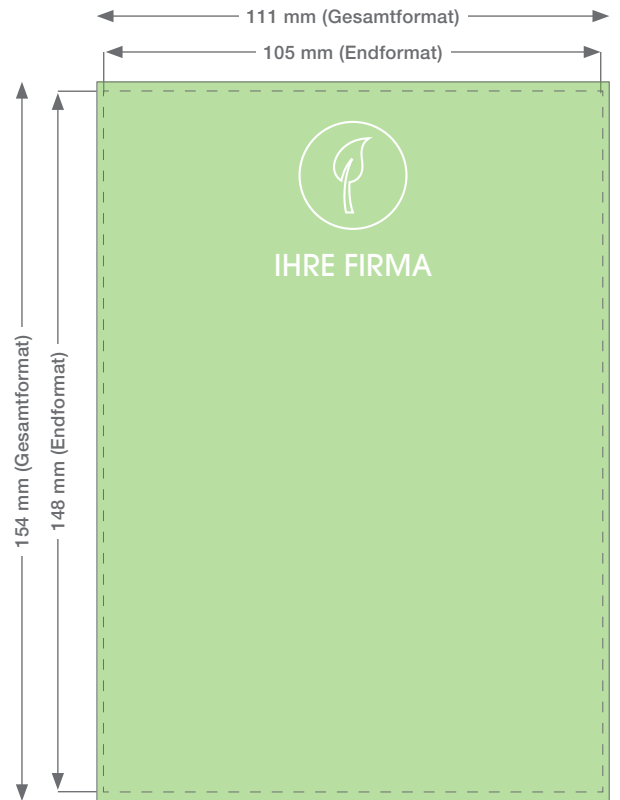 111 mm (Gesamtformat)
105 mm (Endformat)
154 mm (Gesamtformat)
148 mm (Endformat)
IHRE FIRMA